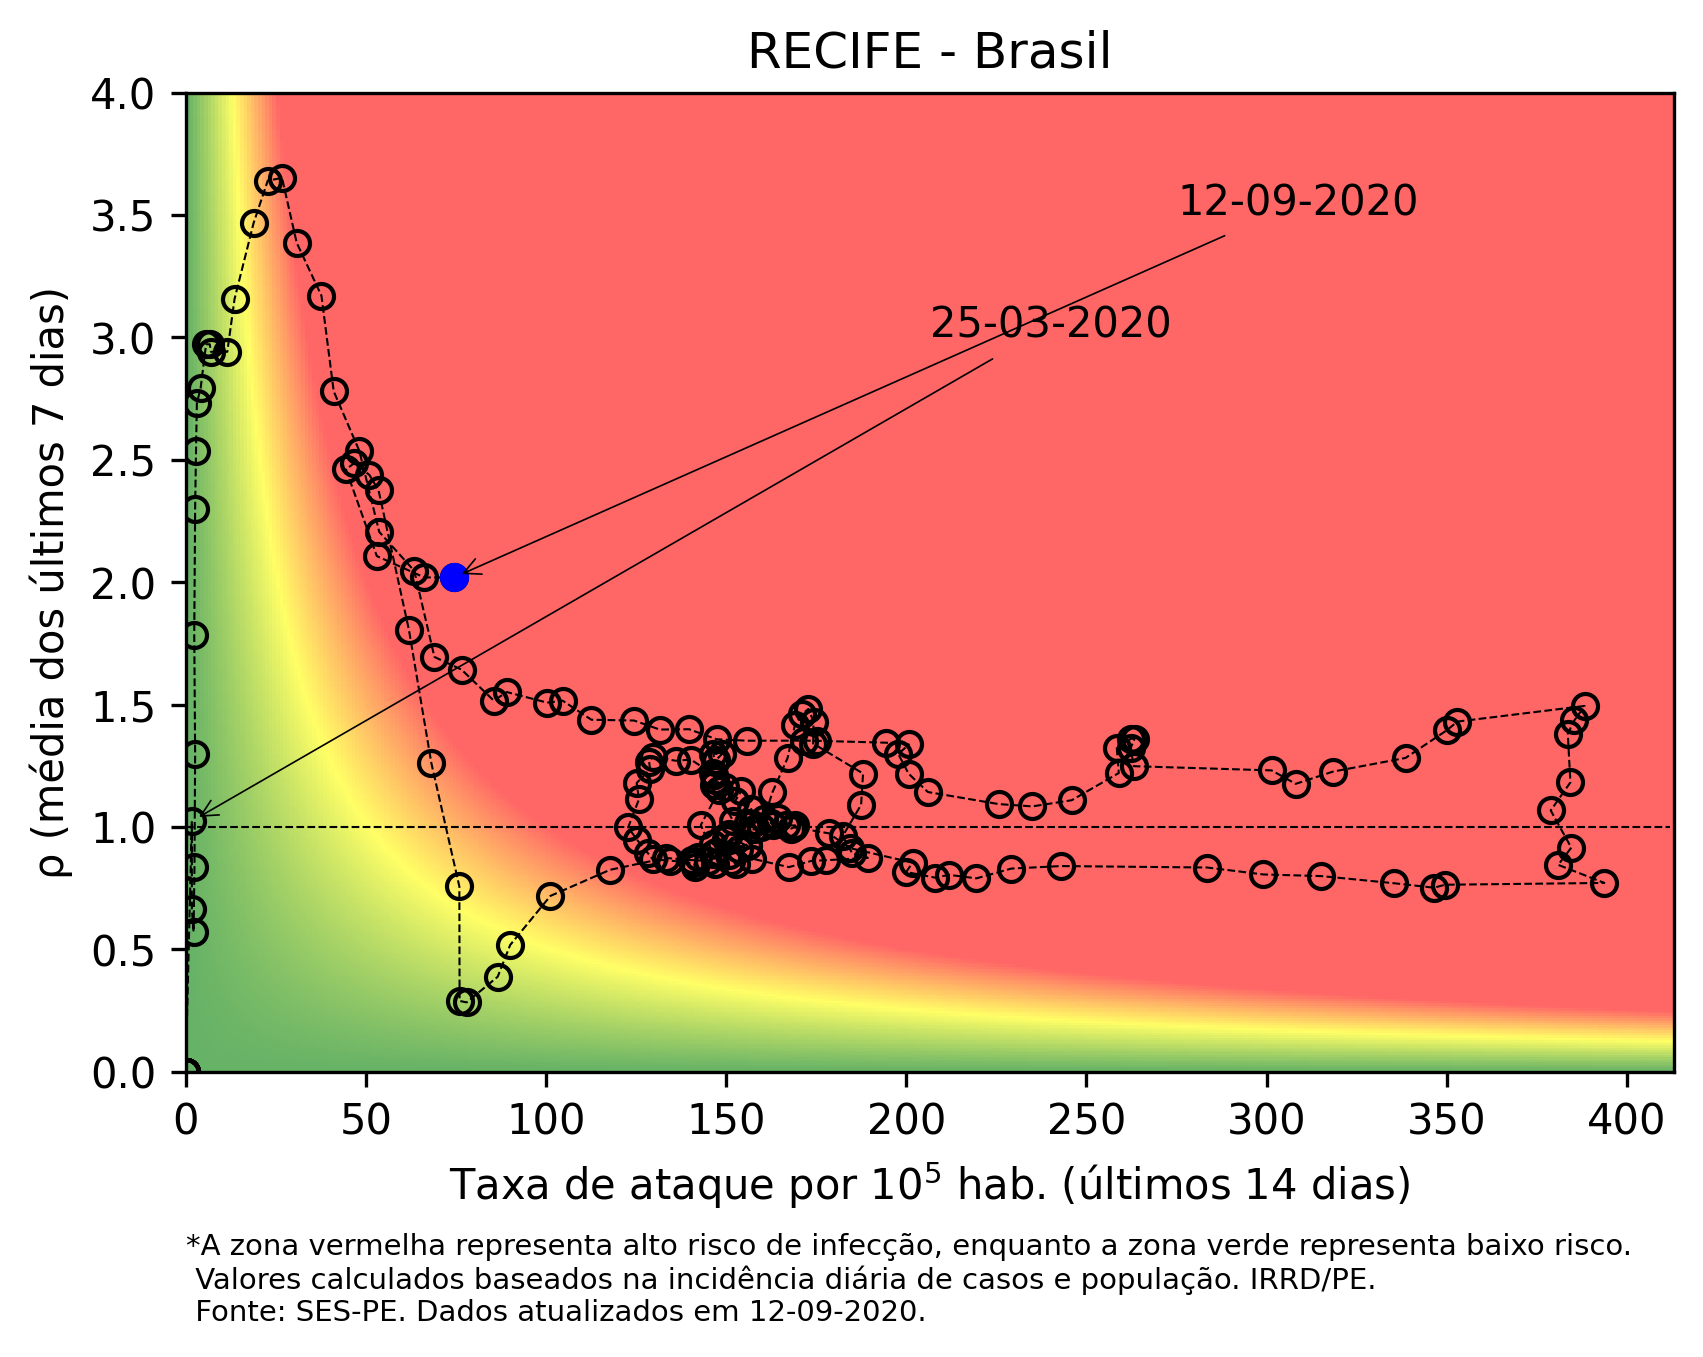 RECIFE - Brasil
4.0
3.5
3.0
2.5
2.0
1.5
1.0
0.5
0.0
ρ (média dos últimos 7 dias)
12-09-2020
25-03-2020
0 50 100 150 200 250 300 350 400
Taxa de ataque por 10⁵ hab. (últimos 14 dias)
*A zona vermelha representa alto risco de infecção, enquanto a zona verde representa baixo risco.
Valores calculados baseados na incidência diária de casos e população. IRRD/PE.
Fonte: SES-PE. Dados atualizados em 12-09-2020.